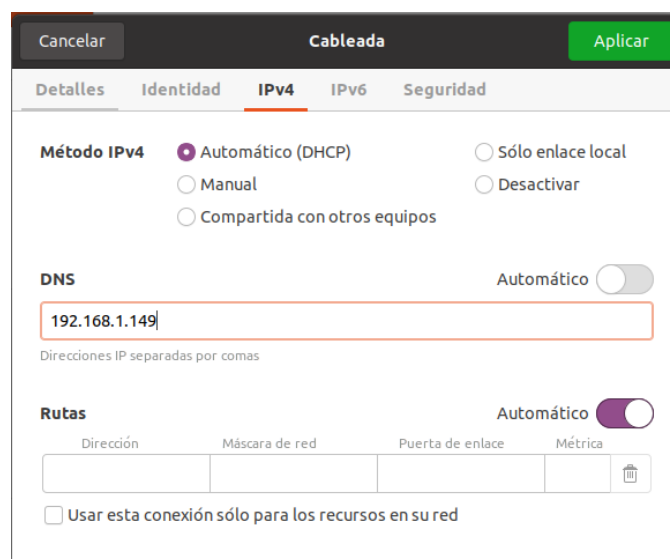 Cancelar Cableada Aplicar
Detalles Identidad IPv4 IPv6 Seguridad
Método IPv4 Automático (DHCP) Sólo enlace local
Manual Desactivar
Compartida con otros equipos
DNS Automático
192.168.1.149
Direcciones IP separadas por comas
Rutas Automático
Dirección Máscara de red Puerta de enlace Métrica
Usar esta conexión sólo para los recursos en su red